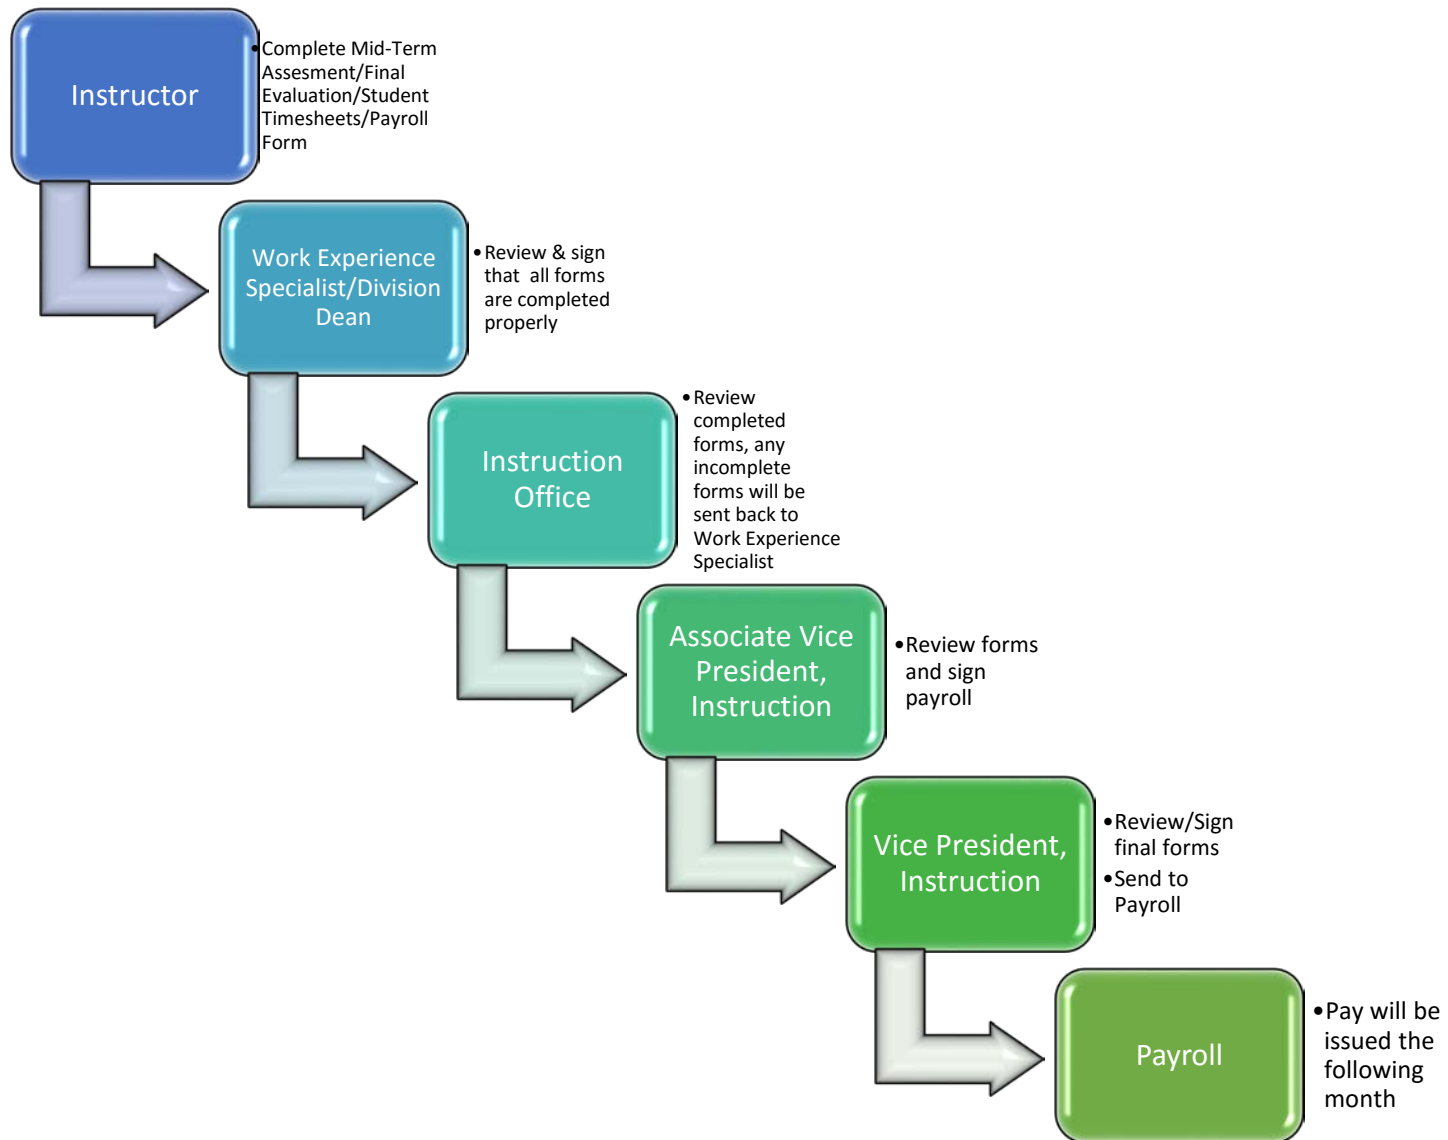 Instructor
•Complete Mid-Term
Assesment/Final
Evaluation/Student
Timesheets/Payroll
Form
Work Experience
Specialist/Division
Dean
•Review & sign
that all forms
are completed
properly
Instruction
Office
•Review
completed
forms, any
incomplete
forms will be
sent back to
Work Experience
Specialist
Associate Vice
President,
Instruction
•Review forms
and sign
payroll
Vice President,
Instruction
•Review/Sign
final forms
•Send to
Payroll
Payroll
•Pay will be
issued the
following
month